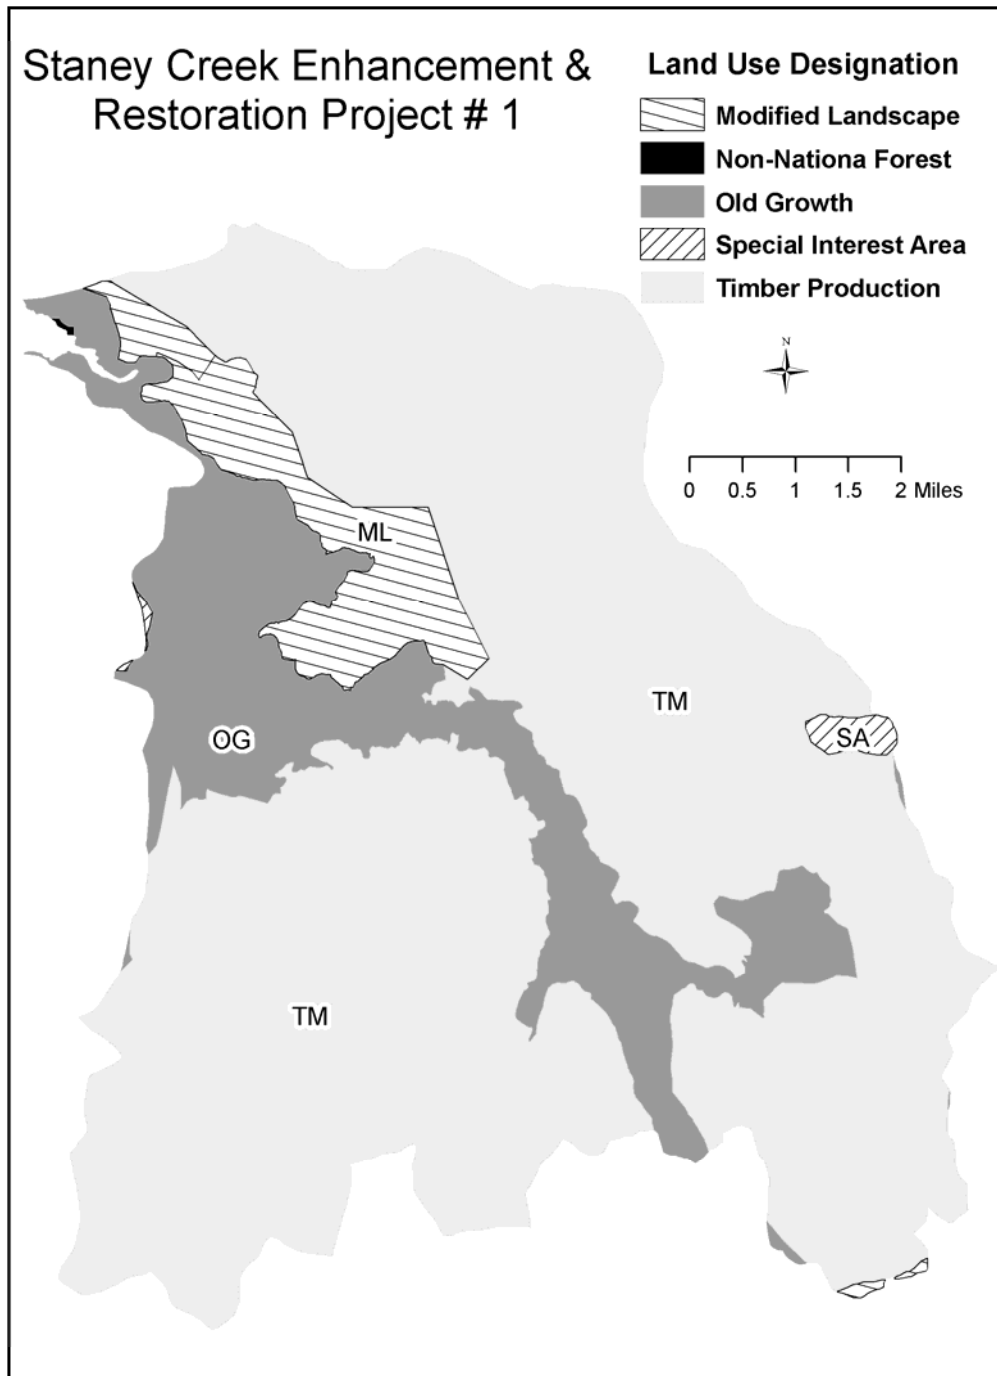 Staney Creek Enhancement &
Restoration Project # 1
Land Use Designation
Modified Landscape
Non-Nationa Forest
Old Growth
Special Interest Area
Timber Production
N
0 0.5 1 1.5 2 Miles
ML
TM
SA
OG
TM